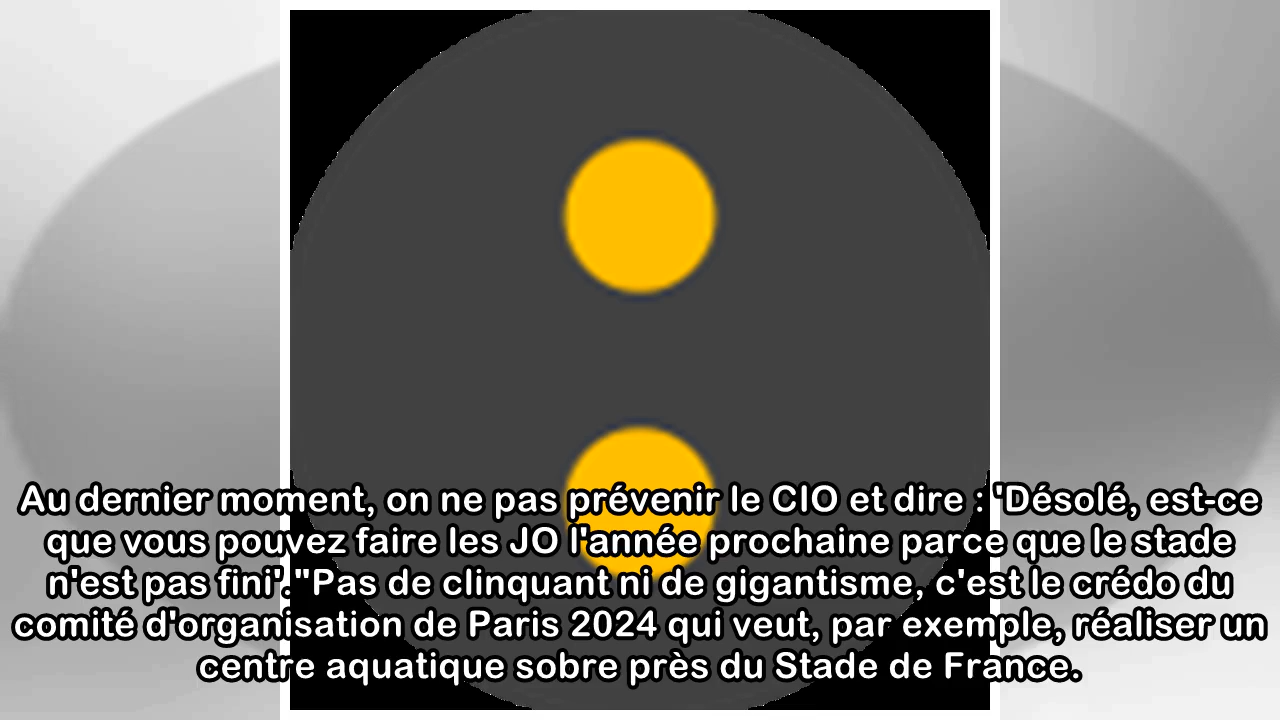 Au dernier moment, on ne pas prévenir le CIO et dire : 'Désolé, est-ce
que vous pouvez faire les JO l'année prochaine parce que le stade
n'est pas fini'."Pas de clinquant ni de gigantisme, c'est le crédo du
comité d'organisation de Paris 2024 qui veut, par exemple, réaliser un
centre aquatique sobre près du Stade de France.